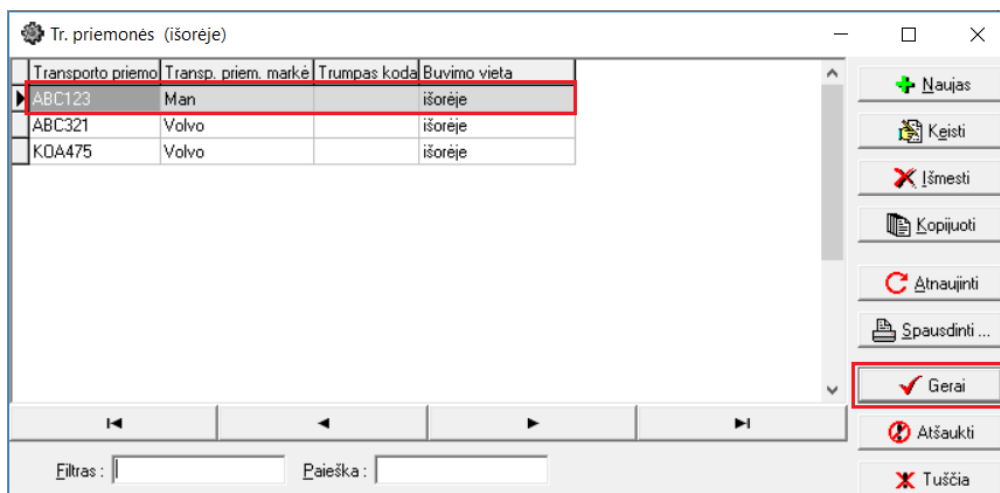 Tr. priemonės (išorėje)
Transporto priemo Transp. priem. markė Trumpas koda Buvimo vieta
ABC123 Man išorėje
ABC321 Volvo išorėje
KOA475 Volvo išorėje
Naujas
Keisti
Išmesti
Kopijuoti
Atnaujinti
Spausdinti ...
Gerai
Atšaukti
Tuščia
Filtras : Paieška :